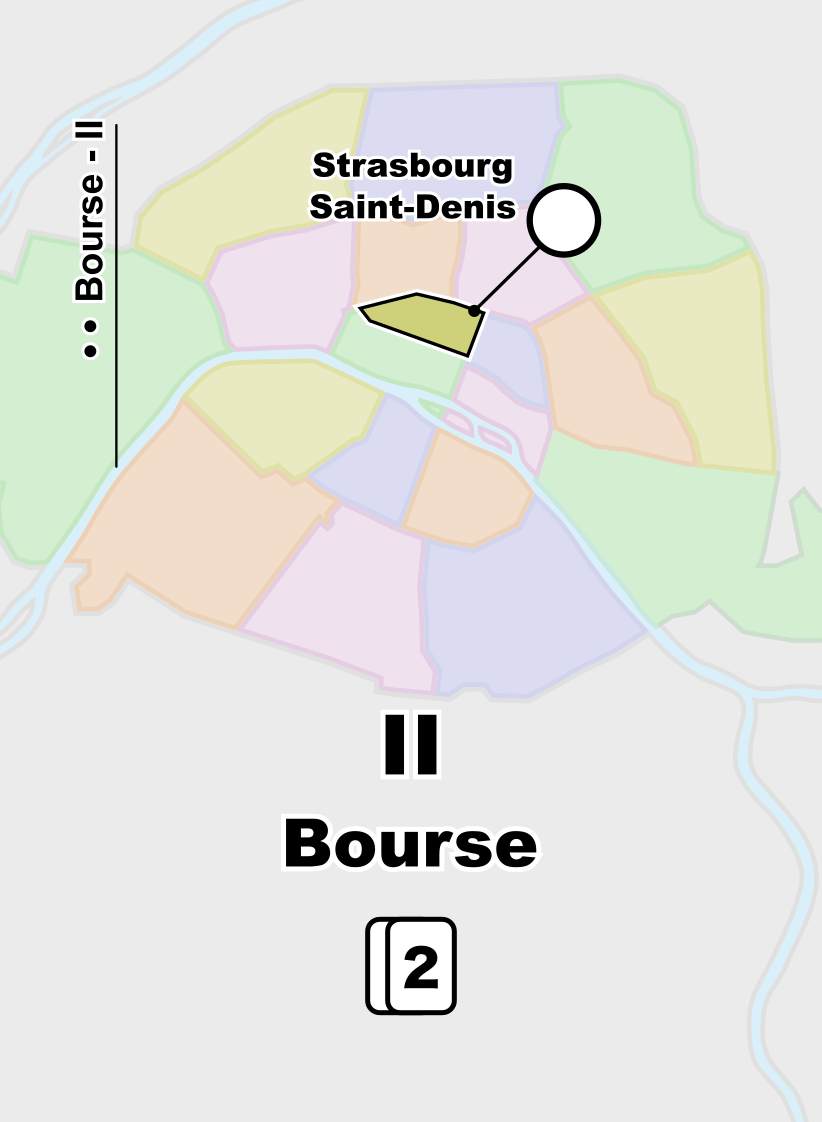 •• Bourse - II
Strasbourg
Saint-Denis
II
Bourse
2